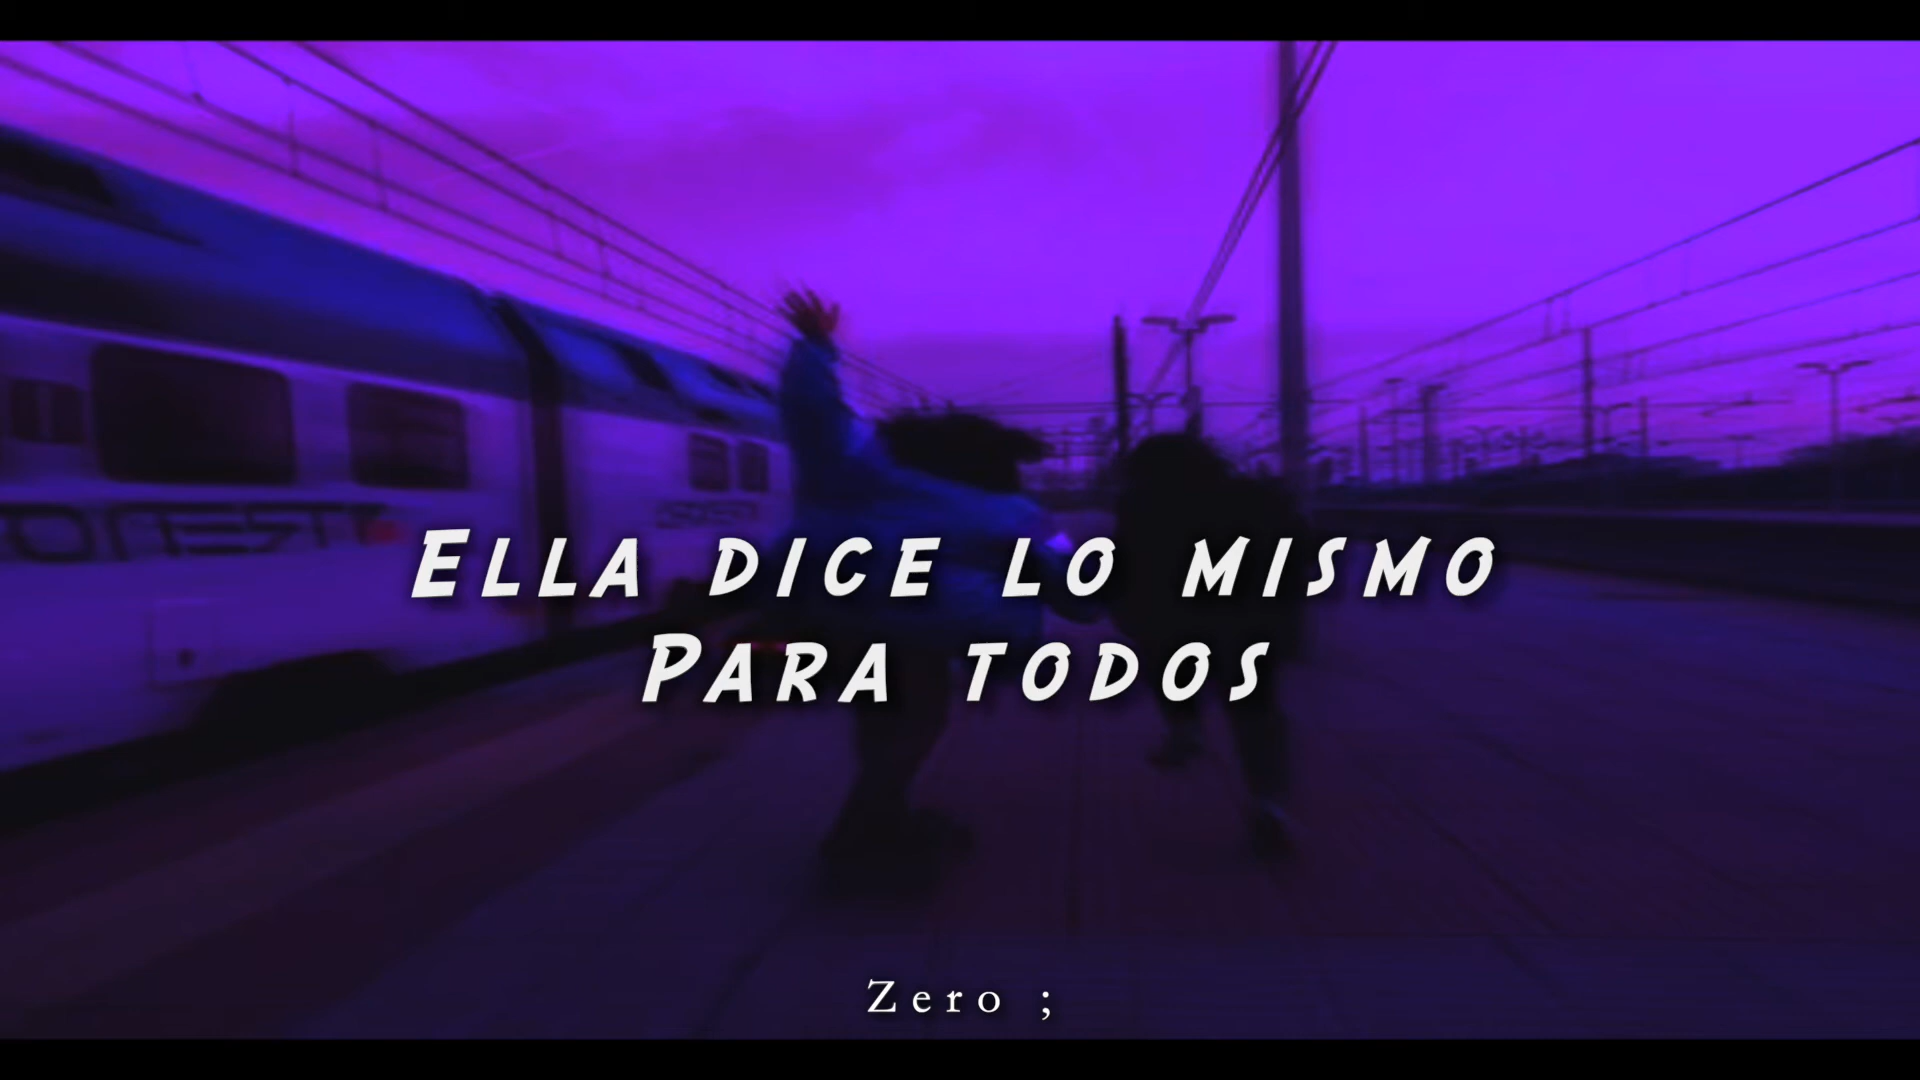 Ella dice lo mismo
Para todos
Zero ;